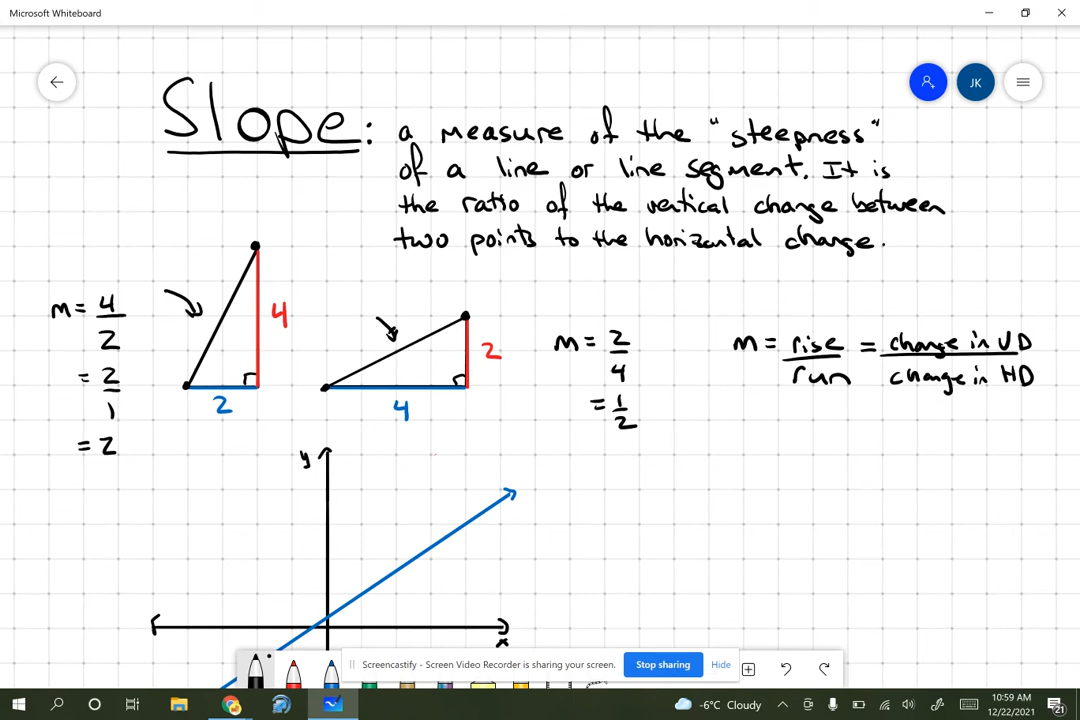 Microsoft Whiteboard
JK
Slope: a measure of the "steepness"
of a line or line segment. It is
the ratio of the vertical change between
two points to the horizontal change.
m = 4/2
= 2/1
= 2
4
2
2
4
m = 2/4
= 1/2
m = rise/run = change in VD/change in HD
y
x
Screencastify - Screen Video Recorder is sharing your screen.
Stop sharing
Hide
-6°C Cloudy
10:59 AM
12/22/2021
21